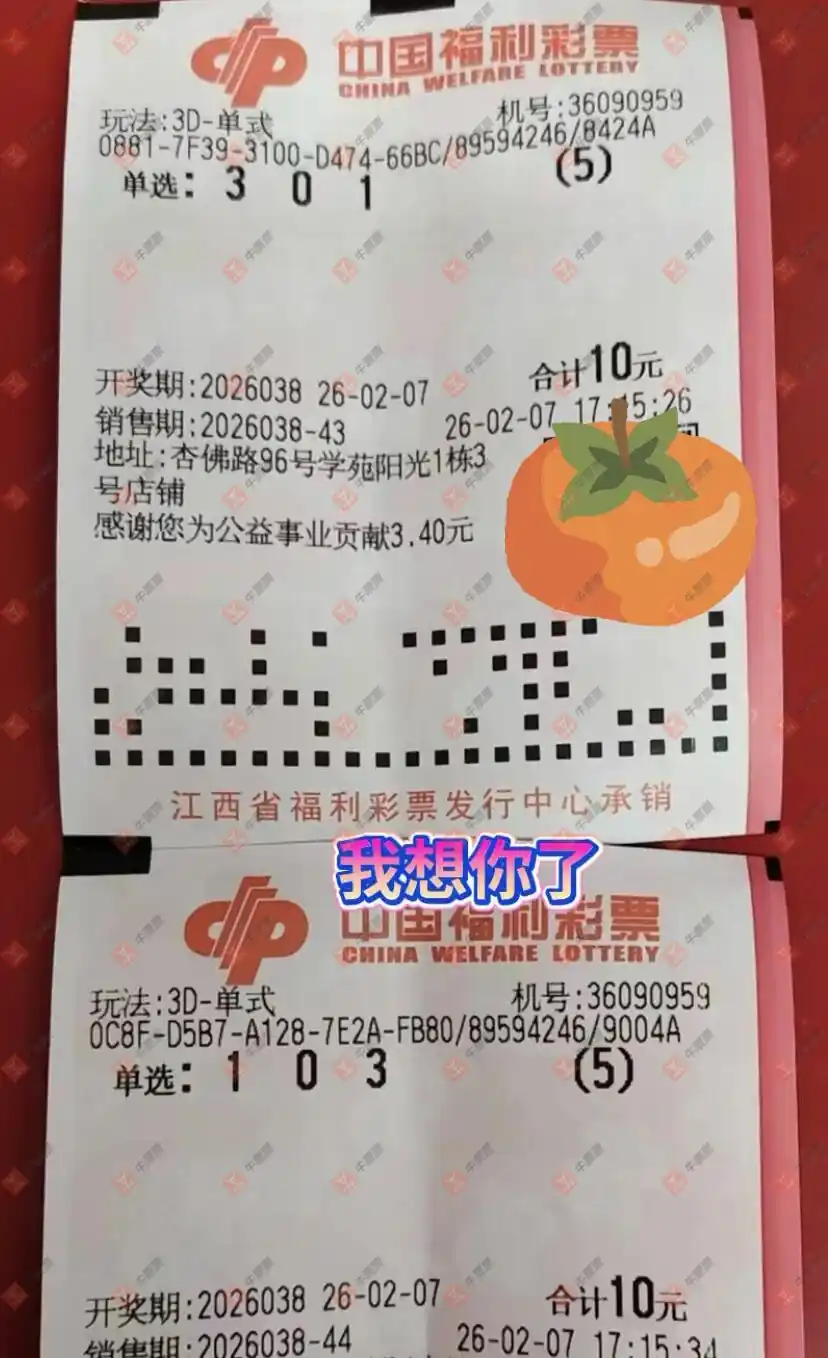 中国福利彩票
CHINA WELFARE LOTTERY
玩法:3D-单式 机号:36090959
0881-7F39-3100-D474-66BC/89594246/8424A
单选: 3 0 1 (5)
开奖期:2026038 26-02-07 合计10元
销售期:2026038-43 26-02-07 17:15:26
地址:杏佛路96号学苑阳光1栋3
号店铺
感谢您为公益事业贡献3.40元
江西省福利彩票发行中心承销
我想你了
中国福利彩票
CHINA WELFARE LOTTERY
玩法:3D-单式 机号:36090959
0C8F-D5B7-A128-7E2A-FB80/89594246/9004A
单选: 1 0 3 (5)
开奖期:2026038 26-02-07 合计10元
销售期:2026038-44 26-02-07 17:15:34